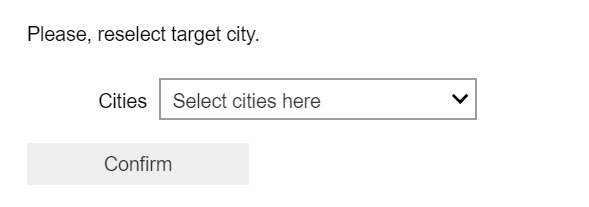 Please, reselect target city.
Cities Select cities here
Confirm